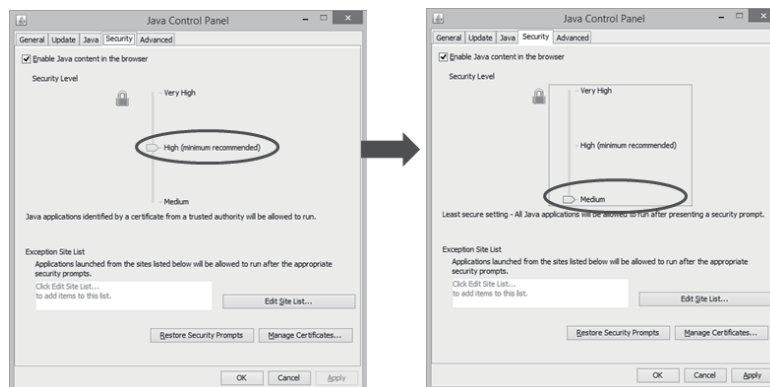 Java Control Panel
General Update Java Security Advanced
Enable Java content in the browser
Security Level
Very High
High (minimum recommended)
Medium
Java applications identified by a certificate from a trusted authority will be allowed to run.
Exception Site List
Applications launched from the sites listed below will be allowed to run after the appropriate
security prompts.
Click Edit Site List...
to add items to this list.
Edit Site List...
Restore Security Prompts Manage Certificates...
OK Cancel Apply
Java Control Panel
General Update Java Security Advanced
Enable Java content in the browser
Security Level
Very High
High (minimum recommended)
Medium
Least secure setting - All Java applications will be allowed to run after presenting a security prompt.
Exception Site List
Applications launched from the sites listed below will be allowed to run after the appropriate
security prompts.
Click Edit Site List...
to add items to this list.
Edit Site List...
Restore Security Prompts Manage Certificates...
OK Cancel Apply